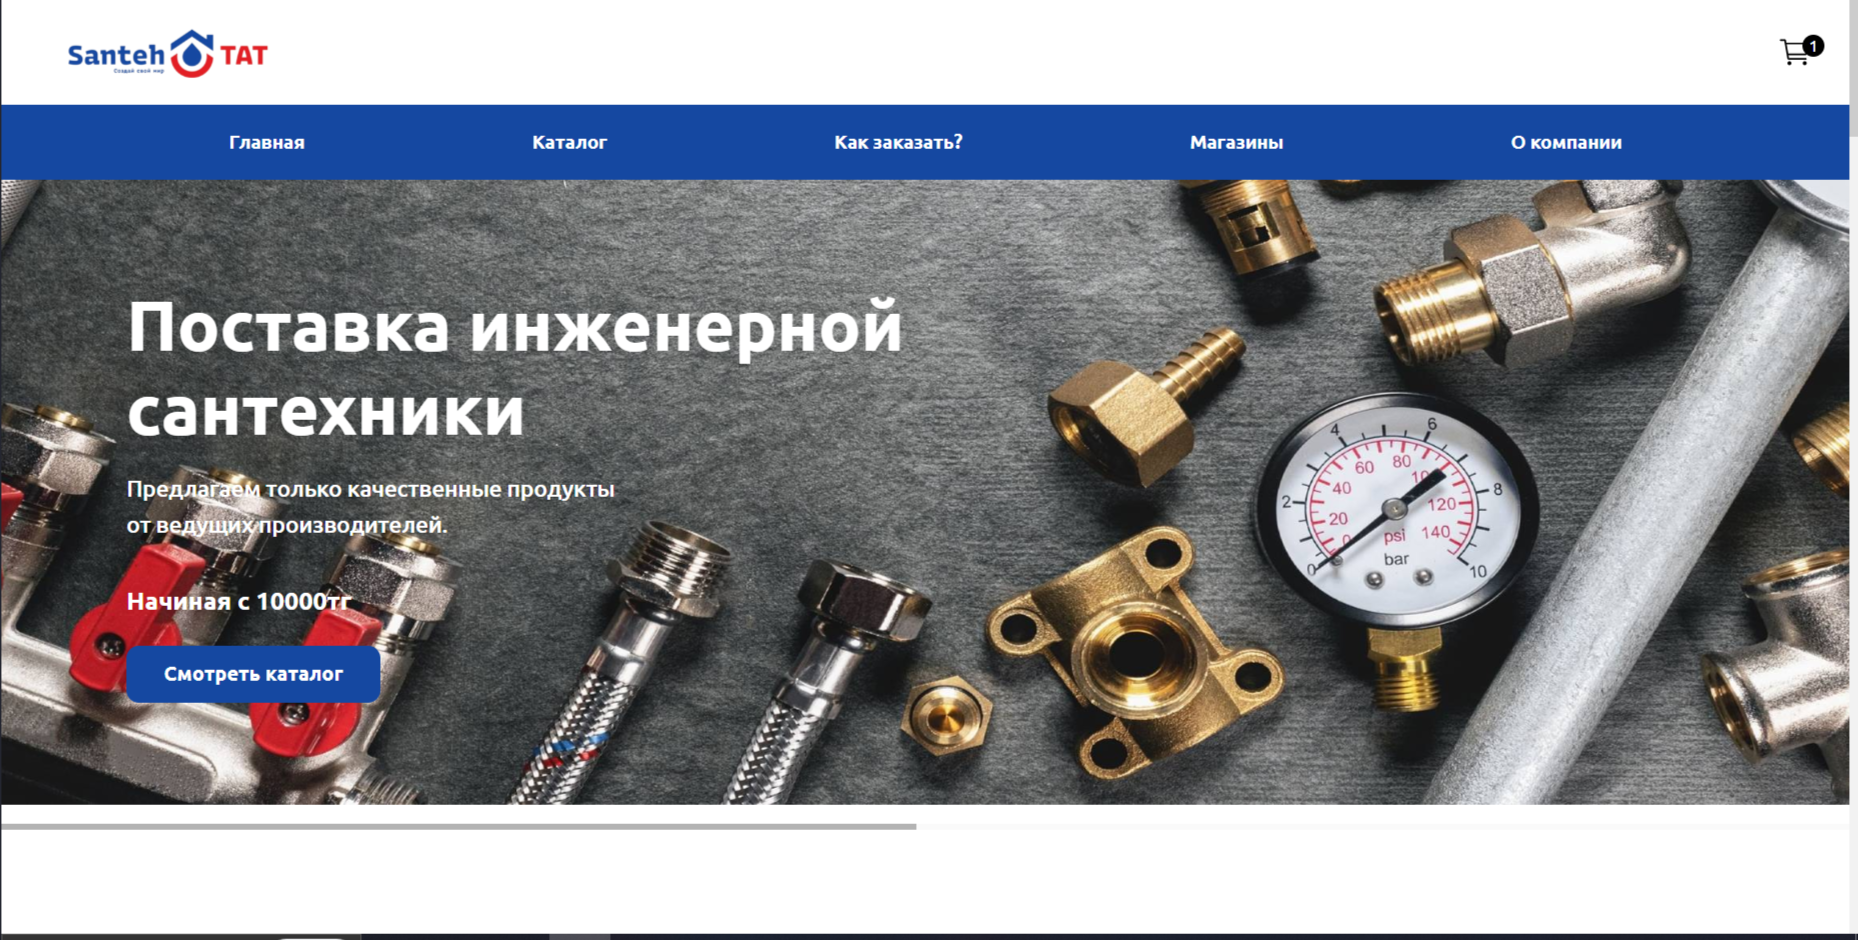 Santeh ТАТ
Создай свой мир
1
Главная
Каталог
Как заказать?
Магазины
О компании
Поставка инженерной
сантехники
Предлагаем только качественные продукты
от ведущих производителей.
Начиная с 10000тг
Смотреть каталог
0
2
4
6
8
10
0
20
40
60
80
120
140
psi
bar